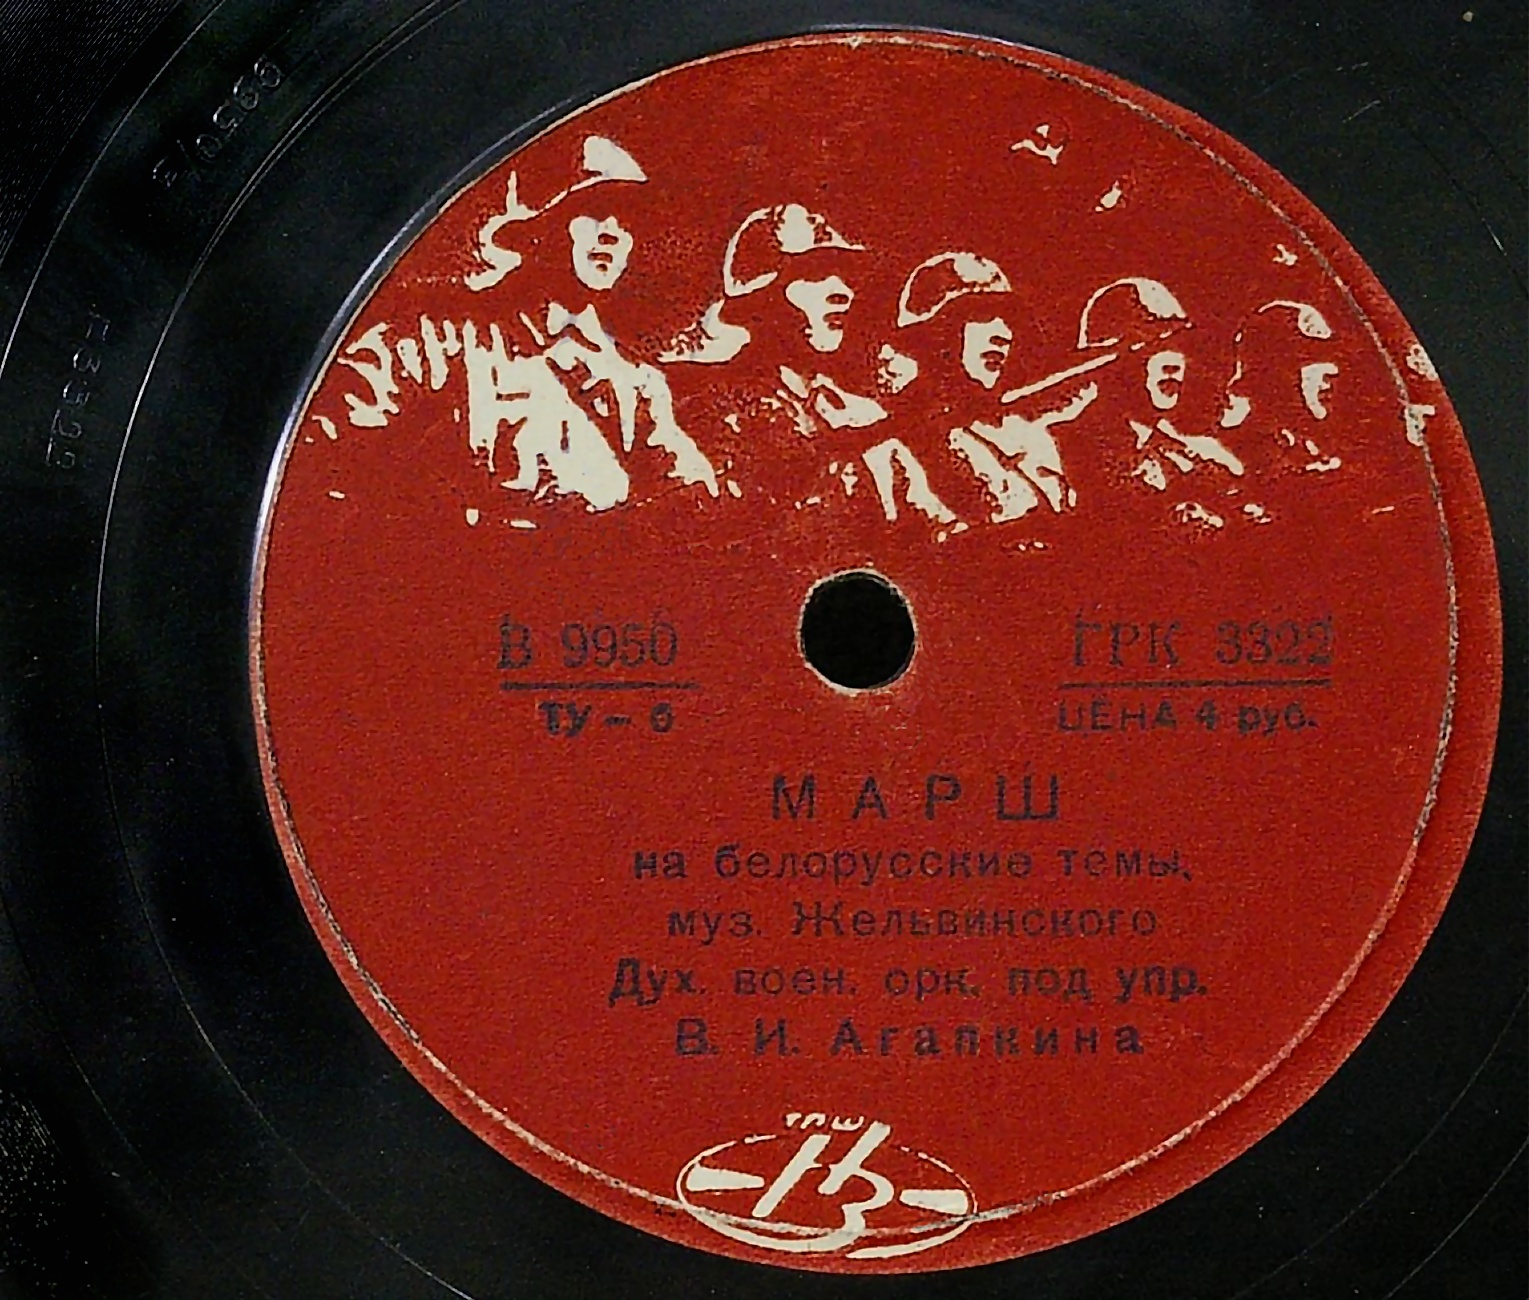 В 9950
ГРК 3322
ТУ – 6
ЦЕНА 4 руб.
МАРШ
на белорусские темы,
муз. Жельвинского
Дух. воен. орк. под упр.
В. И. Агапкина